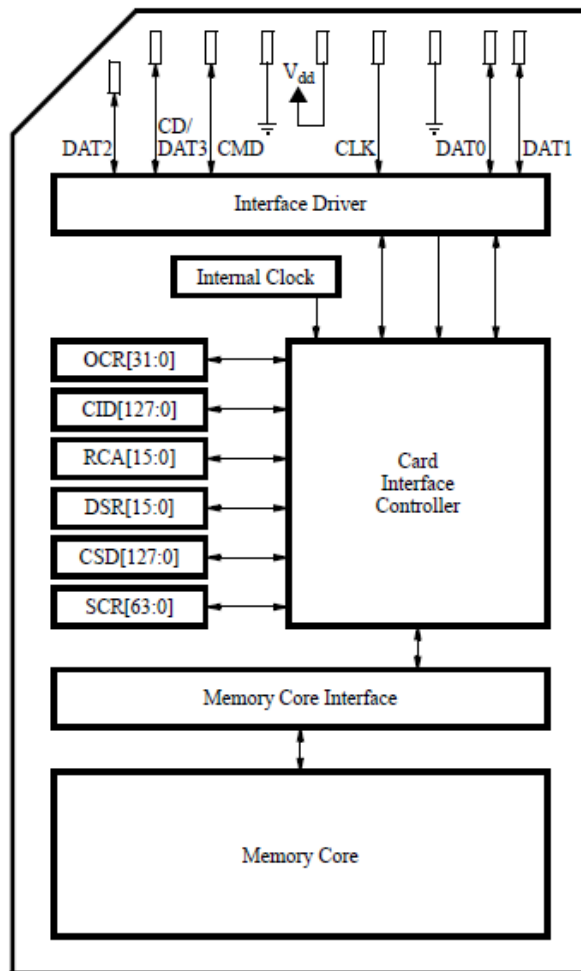 V_dd
CD/
DAT2 DAT3 CMD CLK DAT0 DAT1
Interface Driver
Internal Clock
OCR[31:0]
CID[127:0]
RCA[15:0]
DSR[15:0]
CSD[127:0]
SCR[63:0]
Card
Interface
Controller
Memory Core Interface
Memory Core